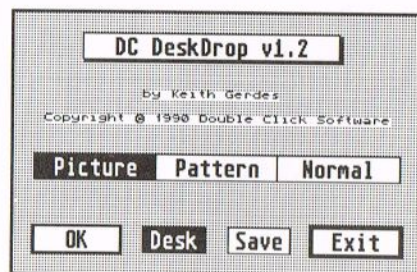 DC DeskDrop v1.2
by Keith Gerdes
Copyright @ 1990 Double Click Software
Picture Pattern Normal
OK Desk Save Exit